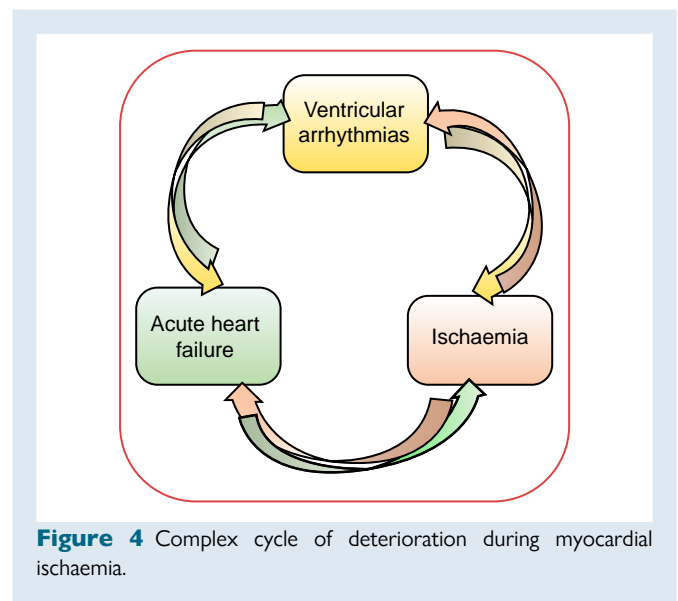 Ventricular
arrhythmias
Acute heart
failure
Ischaemia
Figure 4 Complex cycle of deterioration during myocardial
ischaemia.